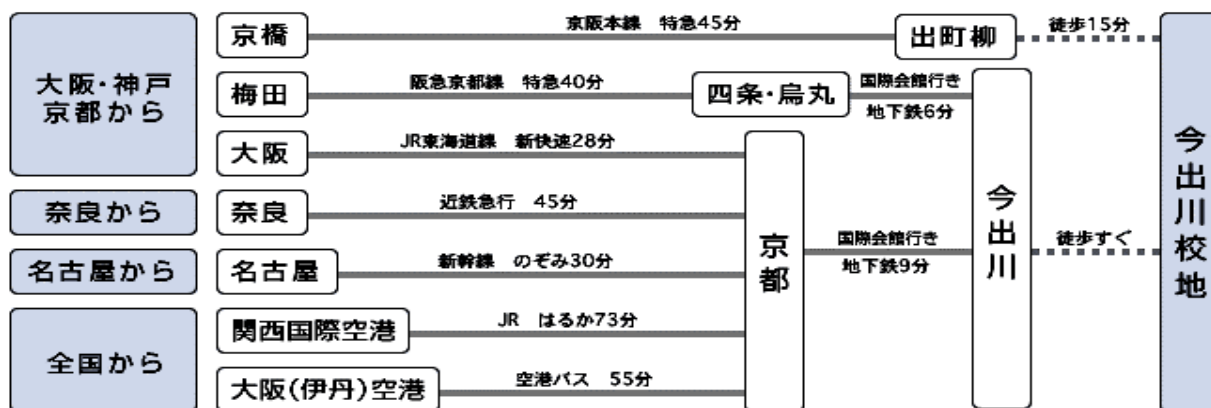 大阪・神戸
京都から
京橋
京阪本線 特急45分
出町柳
徒歩15分
梅田
阪急京都線 特急40分
四条・烏丸
国際会館行き
地下鉄6分
大阪
JR東海道線 新快速28分
奈良から
奈良
近鉄急行 45分
名古屋から
名古屋
新幹線 のぞみ30分
全国から
関西国際空港
JR はるか73分
大阪(伊丹)空港
空港バス 55分
京都
国際会館行き
地下鉄9分
今出川
徒歩すぐ
今出川校地